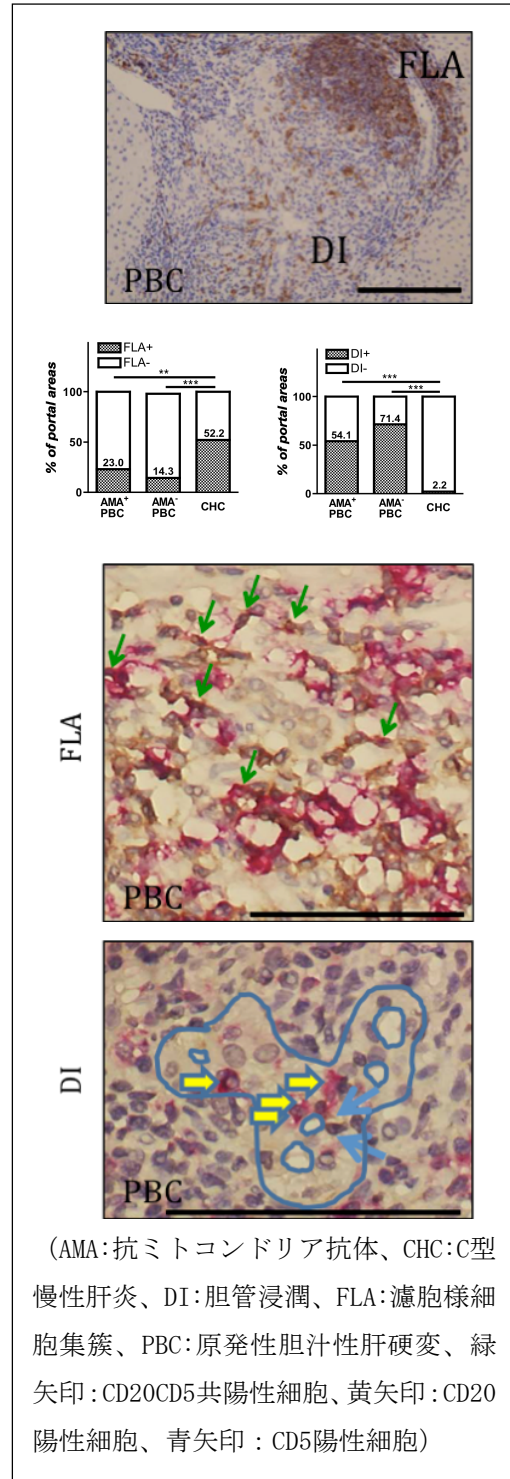 FLA
DI
PBC
FLA+
FLA-
**
***
% of portal areas
100
50
0
23.0
14.3
52.2
AMA+
PBC
AMA-
PBC
CHC
DI+
DI-
***
***
% of portal areas
100
50
0
54.1
71.4
2.2
AMA+
PBC
AMA-
PBC
CHC
FLA
PBC
DI
PBC
（AMA:抗ミトコンドリア抗体、CHC:C型
慢性肝炎、DI:胆管浸潤、FLA:濾胞様細
胞集簇、PBC:原発性胆汁性肝硬変、緑
矢印:CD20CD5共陽性細胞、黄矢印:CD20
陽性細胞、青矢印：CD5陽性細胞）